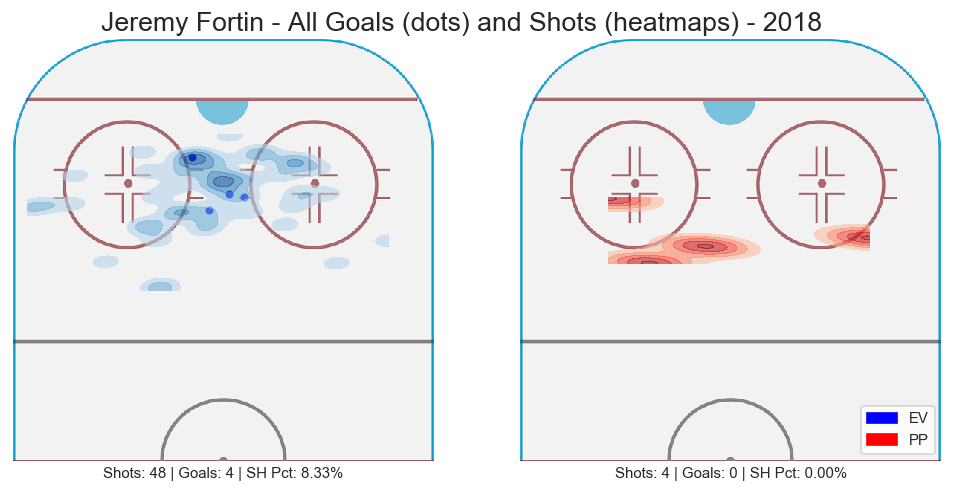 Jeremy Fortin - All Goals (dots) and Shots (heatmaps) - 2018
EV
PP
Shots: 48 | Goals: 4 | SH Pct: 8.33%
Shots: 4 | Goals: 0 | SH Pct: 0.00%